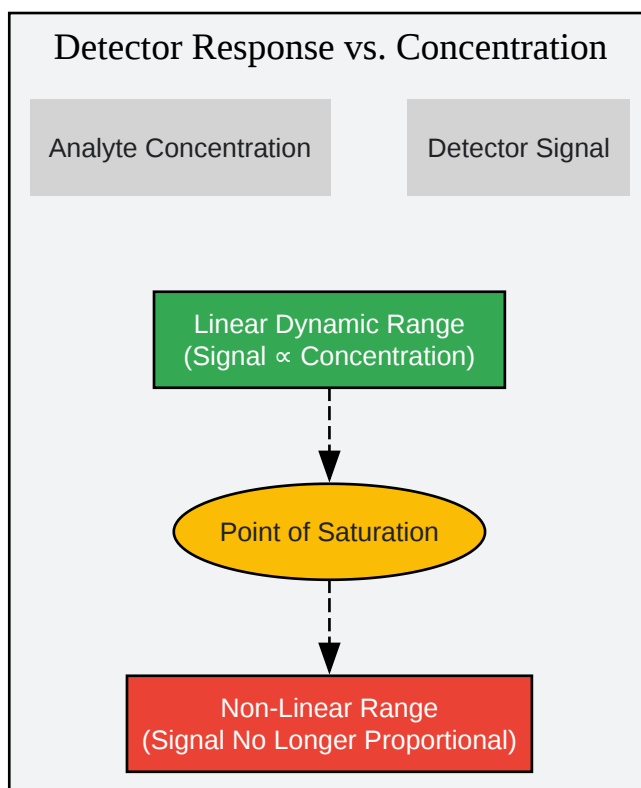 Detector Response vs. Concentration
Analyte Concentration
Detector Signal
Linear Dynamic Range
(Signal ∝ Concentration)
Point of Saturation
Non-Linear Range
(Signal No Longer Proportional)